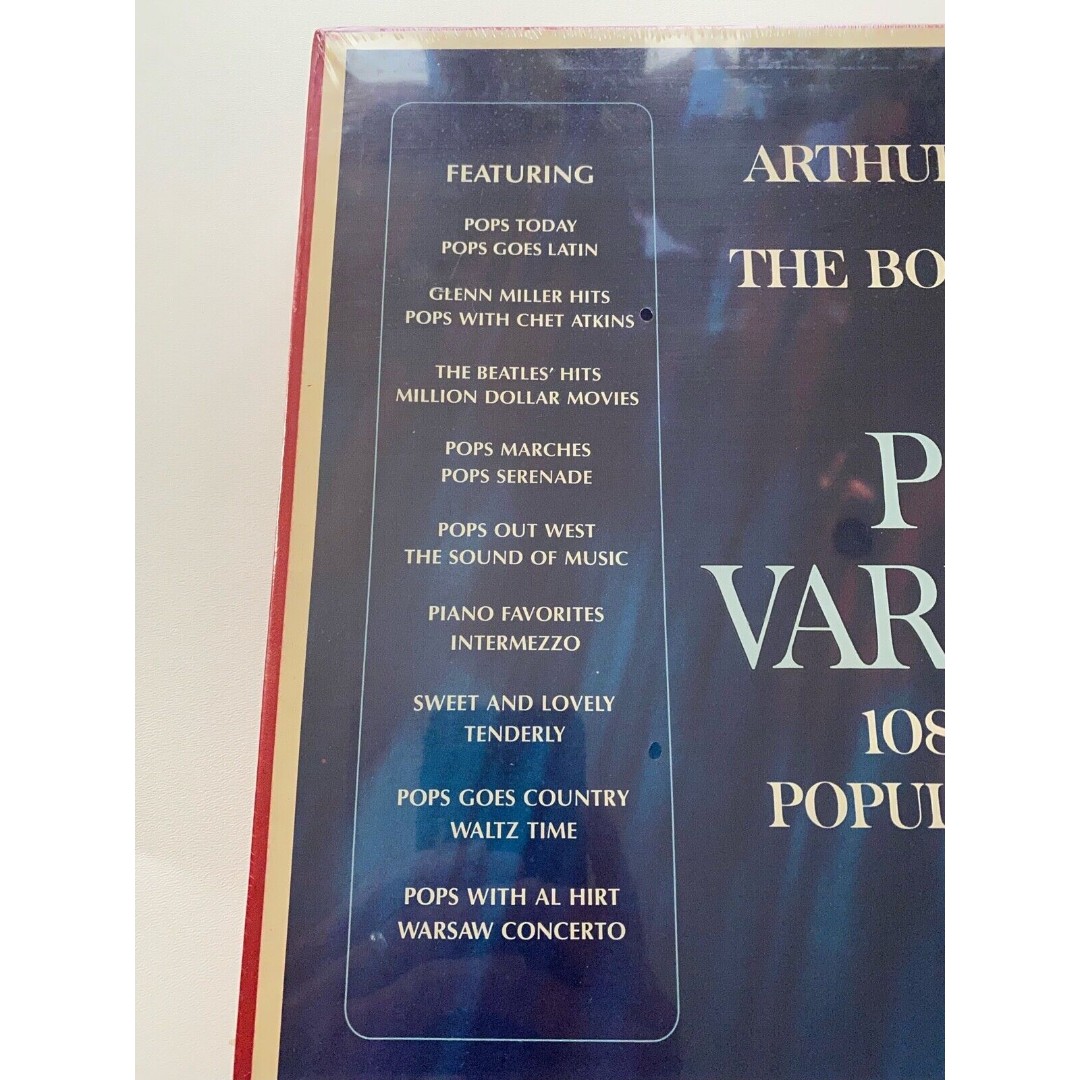 FEATURING
POPS TODAY
POPS GOES LATIN
GLENN MILLER HITS
POPS WITH CHET ATKINS
THE BEATLES' HITS
MILLION DOLLAR MOVIES
POPS MARCHES
POPS SERENADE
POPS OUT WEST
THE SOUND OF MUSIC
PIANO FAVORITES
INTERMEZZO
SWEET AND LOVELY
TENDERLY
POPS GOES COUNTRY
WALTZ TIME
POPS WITH AL HIRT
WARSAW CONCERTO
ARTHU
THE BO
P
VAR
108
POPUL